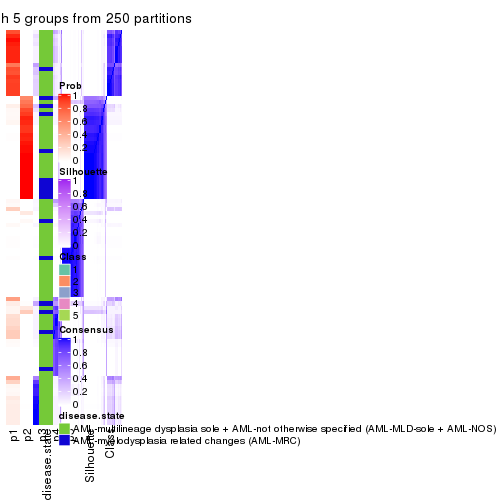 h 5 groups from 250 partitions
Prob
1
0.8
0.6
0.4
0.2
0
Silhouette
1
0.8
0.6
0.4
0.2
0
Class
1
2
3
4
5
Consensus
1
0.8
0.6
0.4
0.2
0
disease.state
AML-multilineage dysplasia sole + AML-not otherwise specified (AML-MLD-sole + AML-NOS)
AML-myelodysplasia related changes (AML-MRC)
p1
p2
p3
disease.state
p4
Silhouette
Class